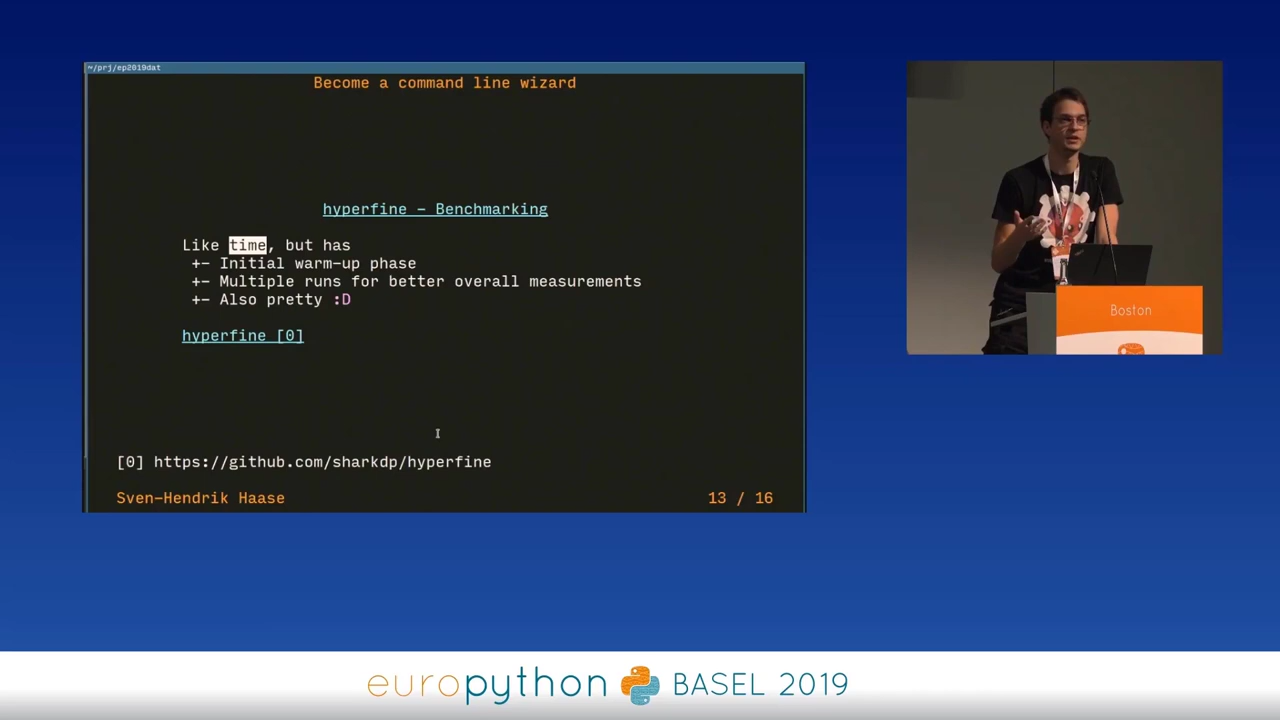 ~/prj/ep2019dat
Become a command line wizard
hyperfine - Benchmarking
Like time, but has
+- Initial warm-up phase
+- Multiple runs for better overall measurements
+- Also pretty :D
hyperfine [0]
[0] https://github.com/sharkdp/hyperfine
Sven-Hendrik Haase
13 / 16
Boston
europython BASEL 2019